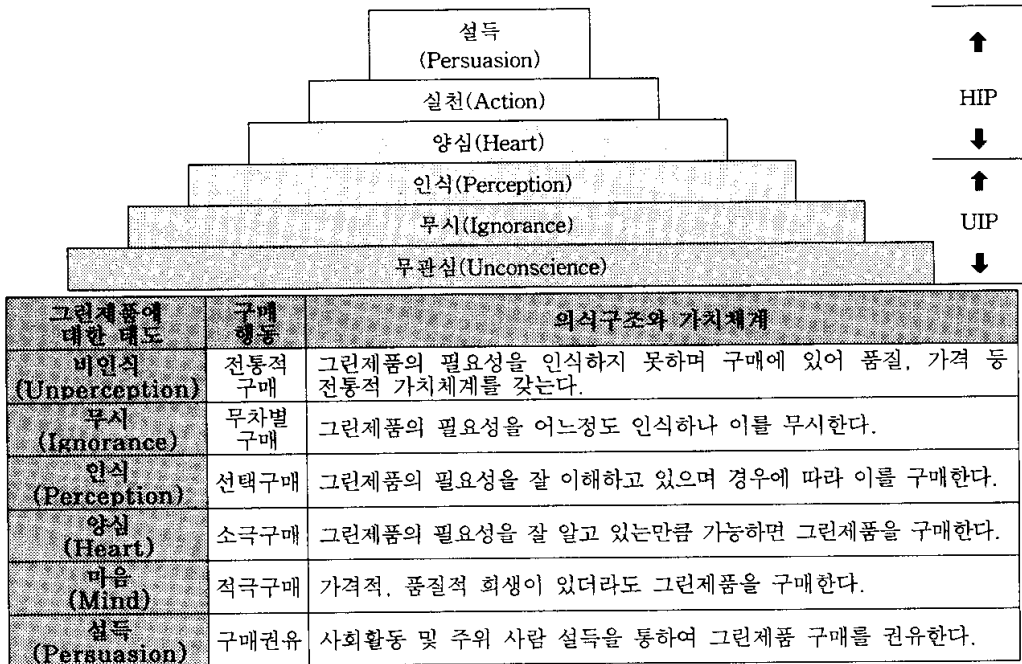 설득
(Persuasion)
실천(Action)
양심(Heart)
인식(Perception)
무시(Ignorance)
무관심(Unconscience)
HIP
UIP
그린제품에
대한 태도
구매
행동
의식구조와 가치체계
비인식
(Unperception)
전통적
구매
그린제품의 필요성을 인식하지 못하며 구매에 있어 품질, 가격 등
전통적 가치체계를 갖는다.
무시
(Ignorance)
무차별
구매
그린제품의 필요성을 어느정도 인식하나 이를 무시한다.
인식
(Perception)
선택구매
그린제품의 필요성을 잘 이해하고 있으며 경우에 따라 이를 구매한다.
양심
(Heart)
소극구매
그린제품의 필요성을 잘 알고 있는만큼 가능하면 그린제품을 구매한다.
마음
(Mind)
적극구매
가격적, 품질적 희생이 있더라도 그린제품을 구매한다.
설득
(Persuasion)
구매권유
사회활동 및 주위 사람 설득을 통하여 그린제품 구매를 권유한다.